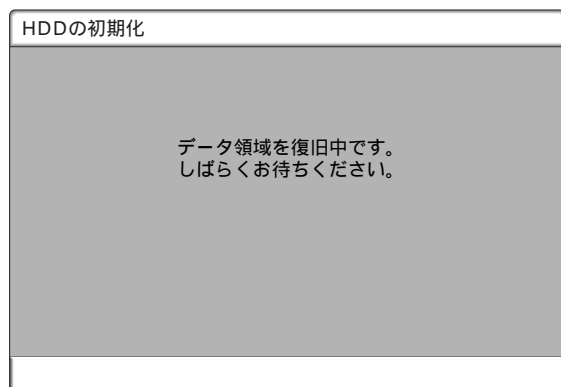 HDDの初期化
データ領域を復旧中です。
しばらくお待ちください。